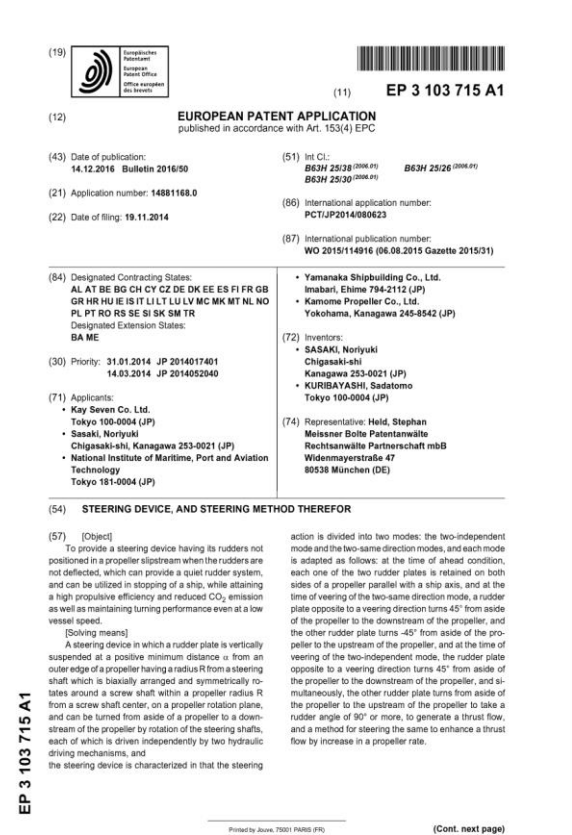 (19)
Europäisches
Patentamt
European
Patent Office
Office européen
des brevets
(11) EP 3 103 715 A1
(12) EUROPEAN PATENT APPLICATION
published in accordance with Art. 153(4) EPC
(43) Date of publication:
14.12.2016 Bulletin 2016/50
(21) Application number: 14881168.0
(22) Date of filing: 19.11.2014
(51) Int Cl.:
B63H 25/38 (2006.01) B63H 25/26 (2006.01)
B63H 25/30 (2006.01)
(86) International application number:
PCT/JP2014/080623
(87) International publication number:
WO 2015/114916 (06.08.2015 Gazette 2015/31)
(84) Designated Contracting States:
AL AT BE BG CH CY CZ DE DK EE ES FI FR GB
GR HR HU IE IS IT LI LT LU LV MC MK MT NL NO
PL PT RO RS SE SI SK SM TR
Designated Extension States:
BA ME
(30) Priority: 31.01.2014 JP 2014017401
14.03.2014 JP 2014052040
(71) Applicants:
• Kay Seven Co. Ltd.
Tokyo 100-0004 (JP)
• Sasaki, Noriyuki
Chigasaki-shi, Kanagawa 253-0021 (JP)
• National Institute of Maritime, Port and Aviation
Technology
Tokyo 181-0004 (JP)
• Yamanaka Shipbuilding Co., Ltd.
Imabari, Ehime 794-2112 (JP)
• Kamome Propeller Co., Ltd.
Yokohama, Kanagawa 245-8542 (JP)
(72) Inventors:
• SASAKI, Noriyuki
Chigasaki-shi
Kanagawa 253-0021 (JP)
• KURIBAYASHI, Sadatomo
Tokyo 100-0004 (JP)
(74) Representative: Held, Stephan
Meissner Bolte Patentanwälte
Rechtsanwälte Partnerschaft mbB
Widenmayerstraße 47
80538 München (DE)
(54) STEERING DEVICE, AND STEERING METHOD THEREFOR
(57) [Object]
To provide a steering device having its rudders not
positioned in a propeller slipstream when the rudders are
not deflected, which can provide a quiet rudder system,
and can be utilized in stopping of a ship, while attaining
a high propulsive efficiency and reduced CO2 emission
as well as maintaining turning performance even at a low
vessel speed.
[Solving means]
A steering device in which a rudder plate is vertically
suspended at a positive minimum distance α from an
outer edge of a propeller having a radius R from a steering
shaft which is biaxially arranged and symmetrically ro-
tates around a screw shaft within a propeller radius R
from a screw shaft center, on a propeller rotation plane,
and can be turned from aside of a propeller to a down-
stream of the propeller by rotation of the steering shafts,
each of which is driven independently by two hydraulic
driving mechanisms, and
the steering device is characterized in that the steering
action is divided into two modes: the two-independent
mode and the two-same direction modes, and each mode
is adapted as follows: at the time of ahead condition,
each one of the two rudder plates is retained on both
sides of a propeller parallel with a ship axis, and at the
time of veering of the two-same direction mode, a rudder
plate opposite to a veering direction turns 45° from aside
of the propeller to the downstream of the propeller, and
the other rudder plate turns -45° from aside of the pro-
peller to the upstream of the propeller, and at the time of
veering of the two-independent mode, the rudder plate
opposite to a veering direction turns 45° from aside of
the propeller to the downstream of the propeller, and si-
multaneously, the other rudder plate turns from aside of
the propeller to the upstream of the propeller to take a
rudder angle of 90° or more, to generate a thrust flow,
and a method for steering the same to enhance a thrust
flow by increase in a propeller rate.
EP 3 103 715 A1
Printed by Jouve, 75001 PARIS (FR)
(Cont. next page)